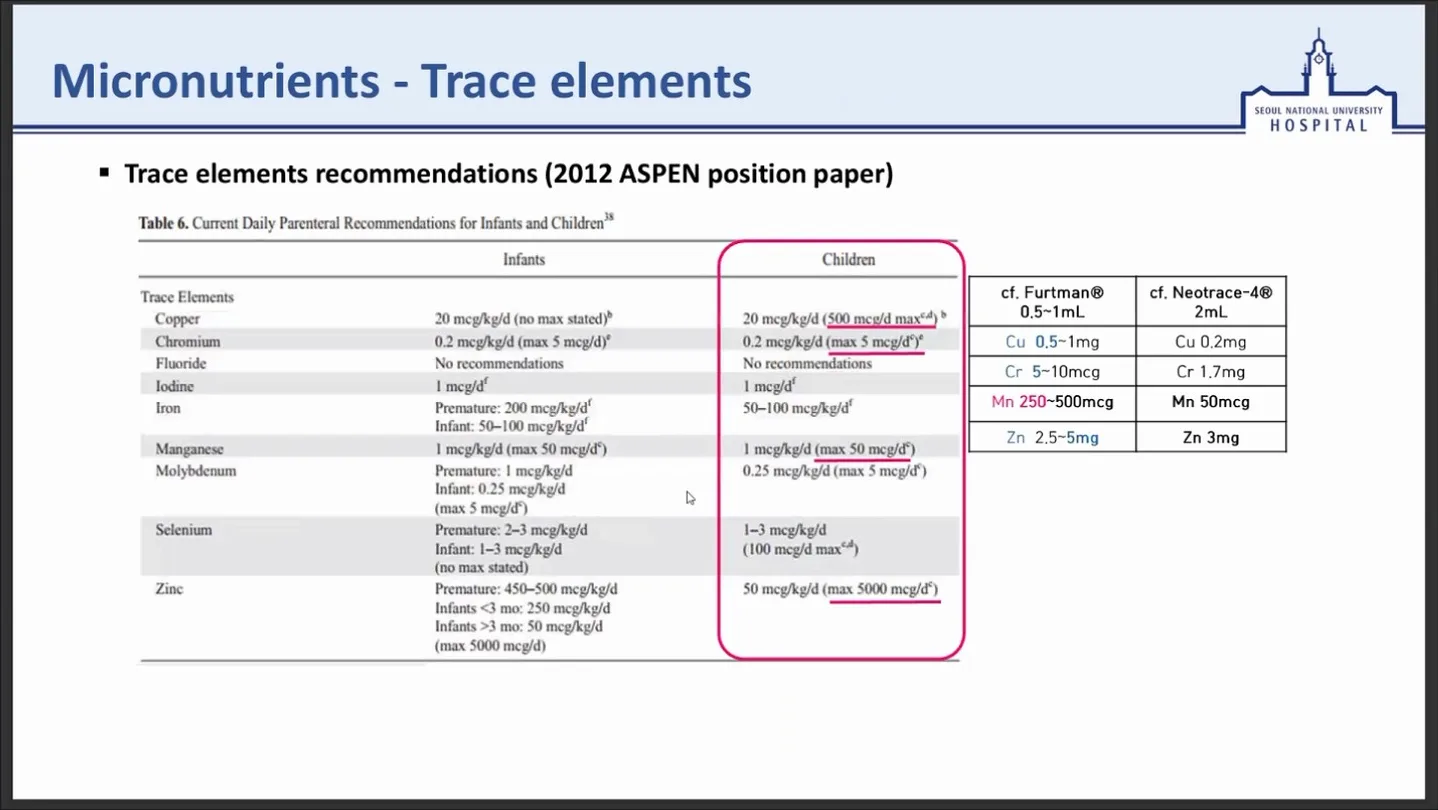 Micronutrients - Trace elements
SEOUL NATIONAL UNIVERSITY
HOSPITAL
▪ Trace elements recommendations (2012 ASPEN position paper)
Table 6. Current Daily Parenteral Recommendations for Infants and Children³⁸
Infants Children
Trace Elements
Copper 20 mcg/kg/d (no max stated)ᵇ 20 mcg/kg/d (500 mcg/d maxᶜ,ᵈ) ᵇ
Chromium 0.2 mcg/kg/d (max 5 mcg/d)ᵉ 0.2 mcg/kg/d (max 5 mcg/dᶜ)ᵉ
Fluoride No recommendations No recommendations
Iodine 1 mcg/dᶠ 1 mcg/dᶠ
Iron Premature: 200 mcg/kg/dᶠ 50–100 mcg/kg/dᶠ
Infant: 50–100 mcg/kg/dᶠ
Manganese 1 mcg/kg/d (max 50 mcg/dᶜ) 1 mcg/kg/d (max 50 mcg/dᶜ)
Molybdenum Premature: 1 mcg/kg/d 0.25 mcg/kg/d (max 5 mcg/dᶜ)
Infant: 0.25 mcg/kg/d
(max 5 mcg/dᶜ)
Selenium Premature: 2–3 mcg/kg/d 1–3 mcg/kg/d
Infant: 1–3 mcg/kg/d (100 mcg/d maxᶜ,ᵈ)
(no max stated)
Zinc Premature: 450–500 mcg/kg/d 50 mcg/kg/d (max 5000 mcg/dᶜ)
Infants <3 mo: 250 mcg/kg/d
Infants >3 mo: 50 mcg/kg/d
(max 5000 mcg/d)
cf. Furtman® cf. Neotrace-4®
0.5~1mL 2mL
Cu 0.5~1mg Cu 0.2mg
Cr 5~10mcg Cr 1.7mg
Mn 250~500mcg Mn 50mcg
Zn 2.5~5mg Zn 3mg